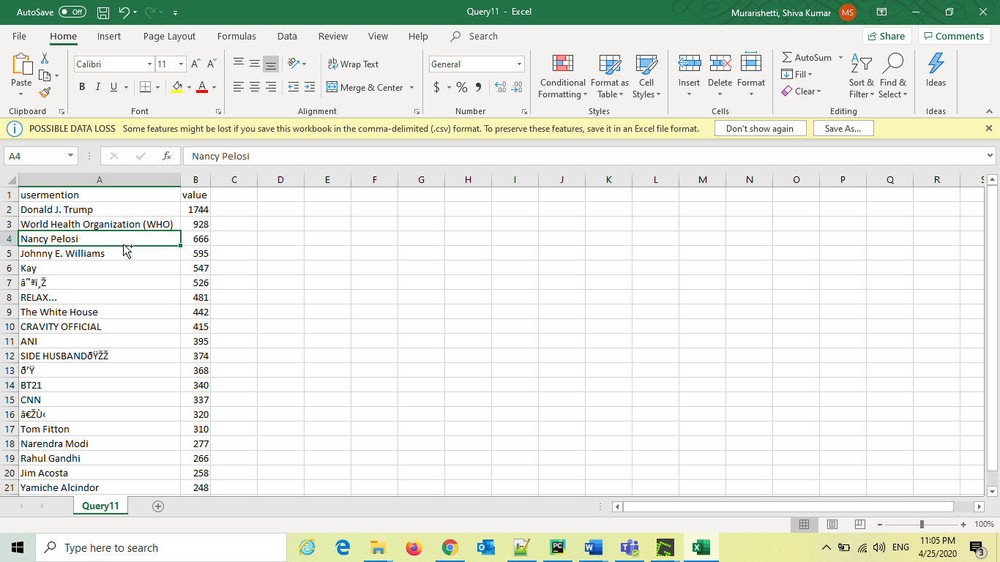 AutoSave Off Query11 - Excel Murarishetti, Shiva Kumar MS
File Home Insert Page Layout Formulas Data Review View Help Search Share Comments
Paste
Clipboard
Calibri 11
B I U
Font
Wrap Text
Merge & Center
Alignment
General
$ % ,
Number
Conditional Formatting
Format as Table
Cell Styles
Styles
Insert Delete Format
Cells
AutoSum
Fill
Clear
Sort & Filter
Find & Select
Editing
Ideas
Ideas
POSSIBLE DATA LOSS Some features might be lost if you save this workbook in the comma-delimited (.csv) format. To preserve these features, save it in an Excel file format. Don't show again Save As...
A4 fx Nancy Pelosi
A B C D E F G H I J K L M N O P Q R S
1 usermention value
2 Donald J. Trump 1744
3 World Health Organization (WHO) 928
4 Nancy Pelosi 666
5 Johnny E. Williams 595
6 Kay 547
7 â˜ªï¸Ž 526
8 RELAX... 481
9 The White House 442
10 CRAVITY OFFICIAL 415
11 ANI 395
12 SIDE HUSBANDðŸŽŽ 374
13 ð’Ÿ 368
14 BT21 340
15 CNN 337
16 â€ŽÙ‹ 320
17 Tom Fitton 310
18 Narendra Modi 277
19 Rahul Gandhi 266
20 Jim Acosta 258
21 Yamiche Alcindor 248
Query11
100%
Type here to search
ENG
11:05 PM
4/25/2020
3